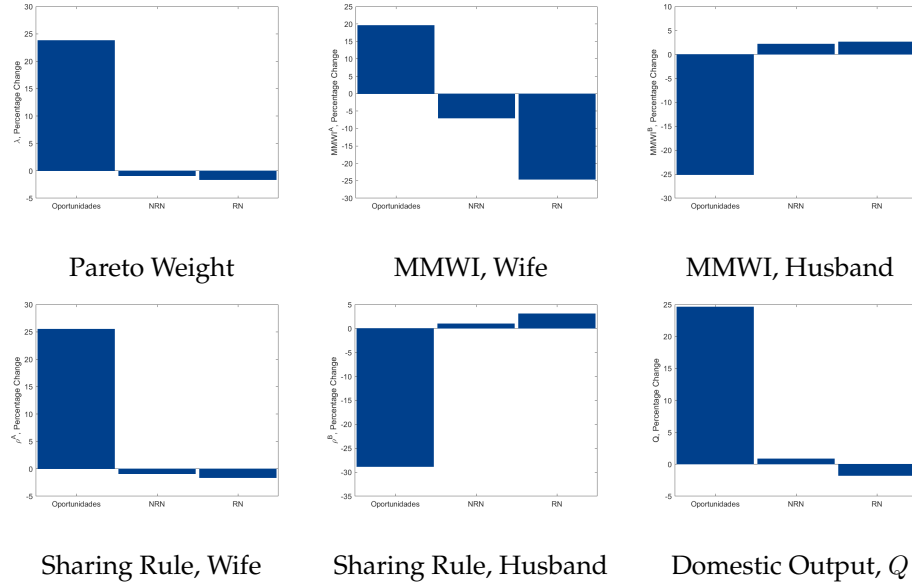 30
25
20
15
10
5
0
-5
λ, Percentage Change
Oportunidades NRN RN
Pareto Weight
25
20
15
10
5
0
-5
-10
-15
-20
-25
-30
MMWI^A, Percentage Change
Oportunidades NRN RN
MMWI, Wife
10
5
0
-5
-10
-15
-20
-25
-30
MMWI^B, Percentage Change
Oportunidades NRN RN
MMWI, Husband
30
25
20
15
10
5
0
-5
ρ^A, Percentage Change
Oportunidades NRN RN
Sharing Rule, Wife
5
0
-5
-10
-15
-20
-25
-30
-35
ρ^B, Percentage Change
Oportunidades NRN RN
Sharing Rule, Husband
25
20
15
10
5
0
-5
Q, Percentage Change
Oportunidades NRN RN
Domestic Output, Q